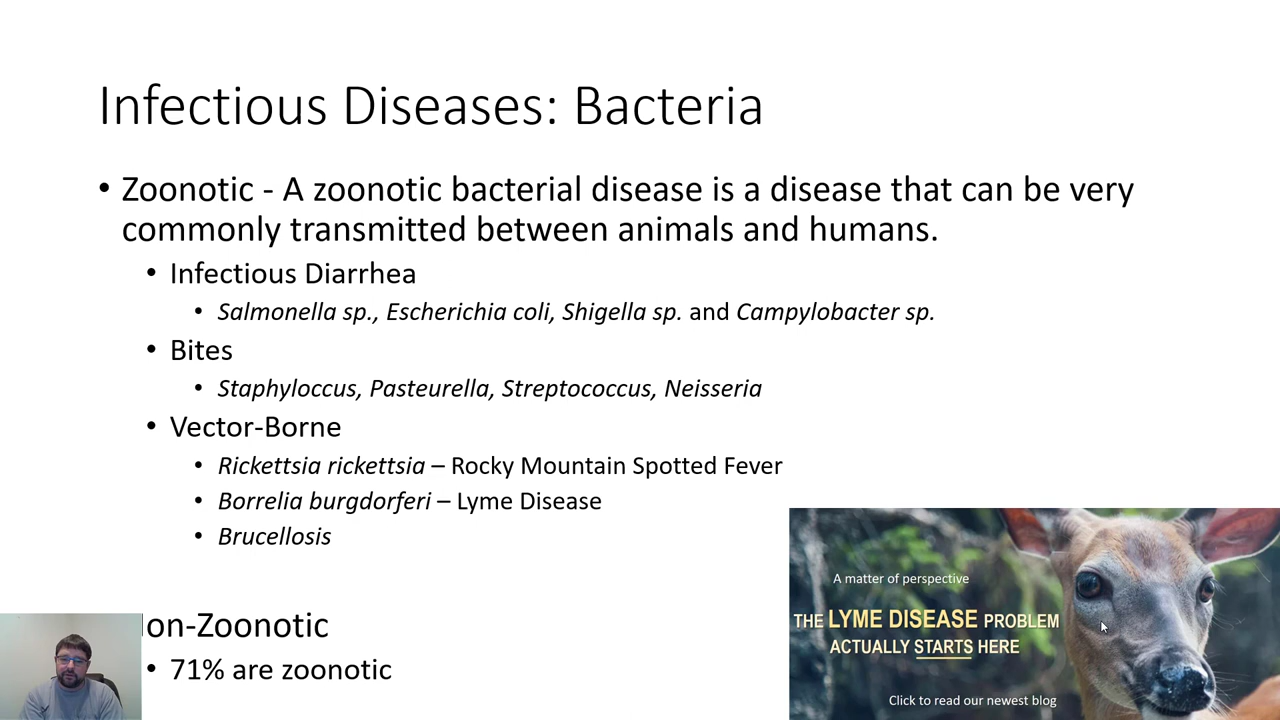 Infectious Diseases: Bacteria
• Zoonotic - A zoonotic bacterial disease is a disease that can be very
commonly transmitted between animals and humans.
• Infectious Diarrhea
• Salmonella sp., Escherichia coli, Shigella sp. and Campylobacter sp.
• Bites
• Staphyloccus, Pasteurella, Streptococcus, Neisseria
• Vector-Borne
• Rickettsia rickettsia – Rocky Mountain Spotted Fever
• Borrelia burgdorferi – Lyme Disease
• Brucellosis
on-Zoonotic
• 71% are zoonotic
A matter of perspective
THE LYME DISEASE PROBLEM
ACTUALLY STARTS HERE
Click to read our newest blog